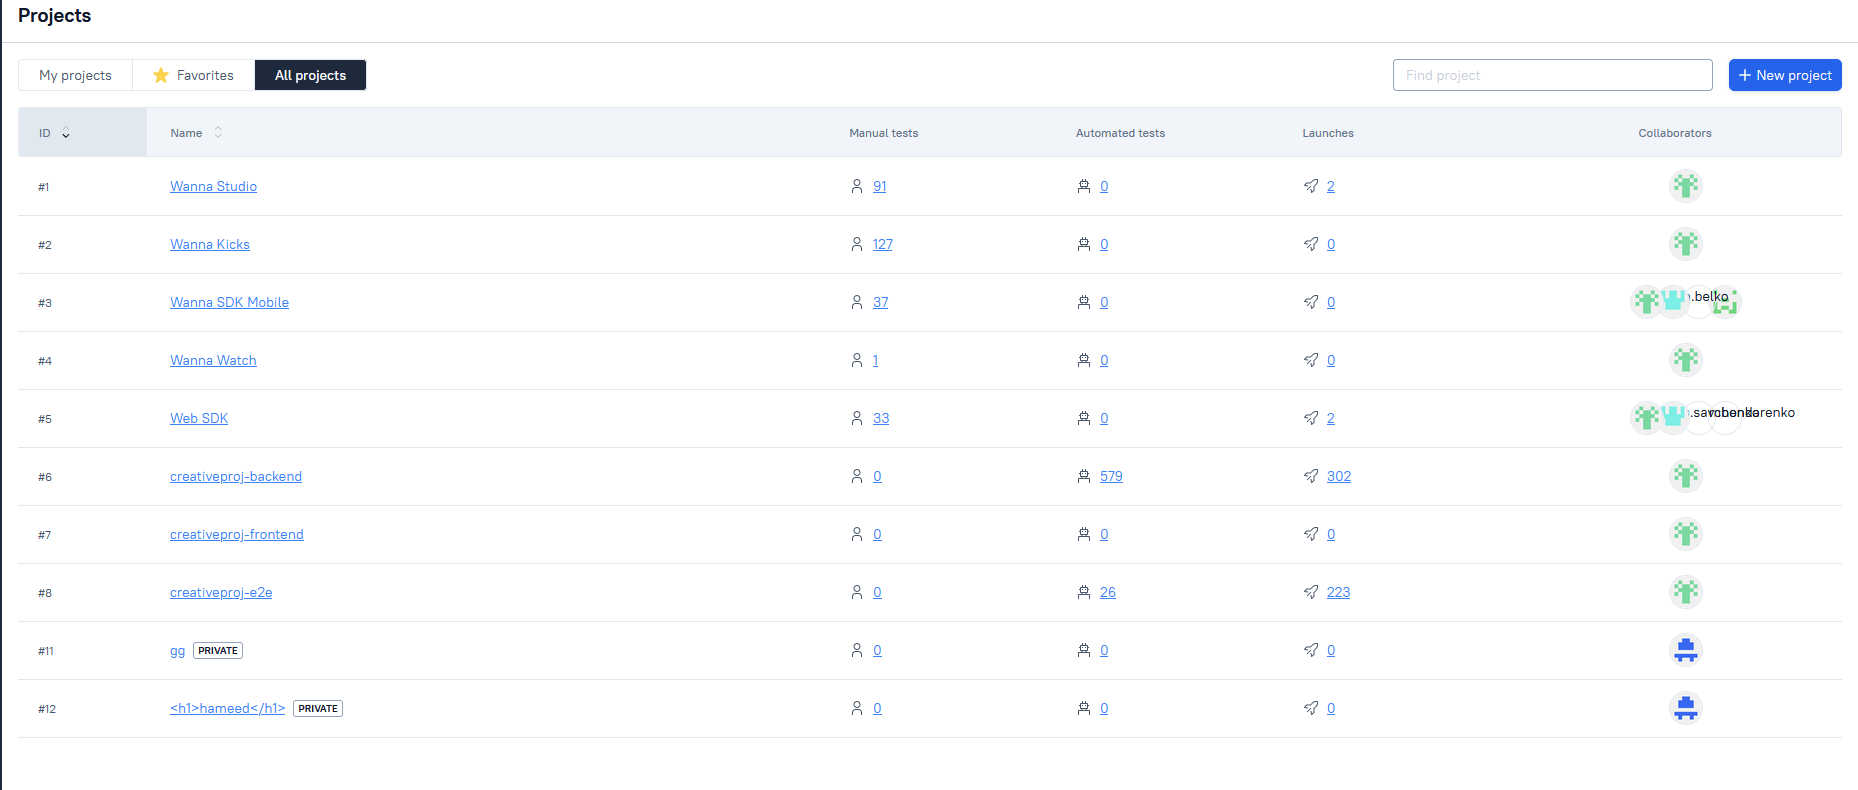 Projects
My projects
Favorites
All projects
Find project
New project
ID Name Manual tests Automated tests Launches Collaborators
#1 Wanna Studio 91 0 2
#2 Wanna Kicks 127 0 0
#3 Wanna SDK Mobile 37 0 0 .belko
#4 Wanna Watch 1 0 0
#5 Web SDK 33 0 2
#6 creativeproj-backend 0 579 302
#7 creativeproj-frontend 0 0 0
#8 creativeproj-e2e 0 26 223
#11 gg PRIVATE 0 0 0
#12 <h1>hameed</h1> PRIVATE 0 0 0